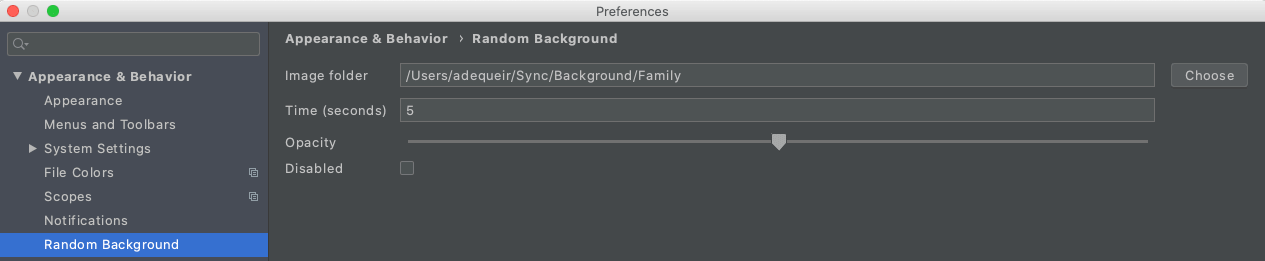 Preferences
Appearance & Behavior
Appearance
Menus and Toolbars
System Settings
File Colors
Scopes
Notifications
Random Background
Appearance & Behavior › Random Background
Image folder /Users/adequeir/Sync/Background/Family Choose
Time (seconds) 5
Opacity
Disabled